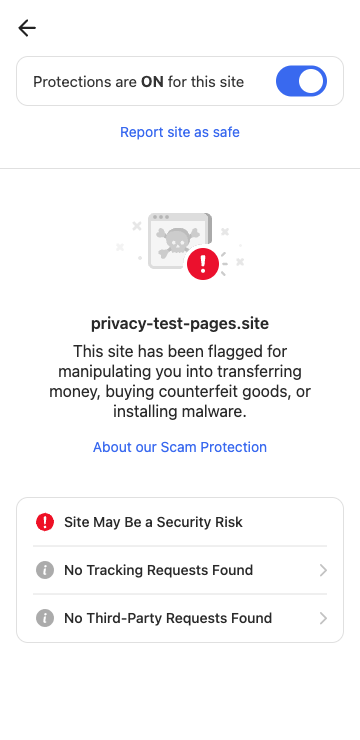 Protections are ON for this site
Report site as safe
privacy-test-pages.site
This site has been flagged for
manipulating you into transferring
money, buying counterfeit goods, or
installing malware.
About our Scam Protection
Site May Be a Security Risk
No Tracking Requests Found
No Third-Party Requests Found